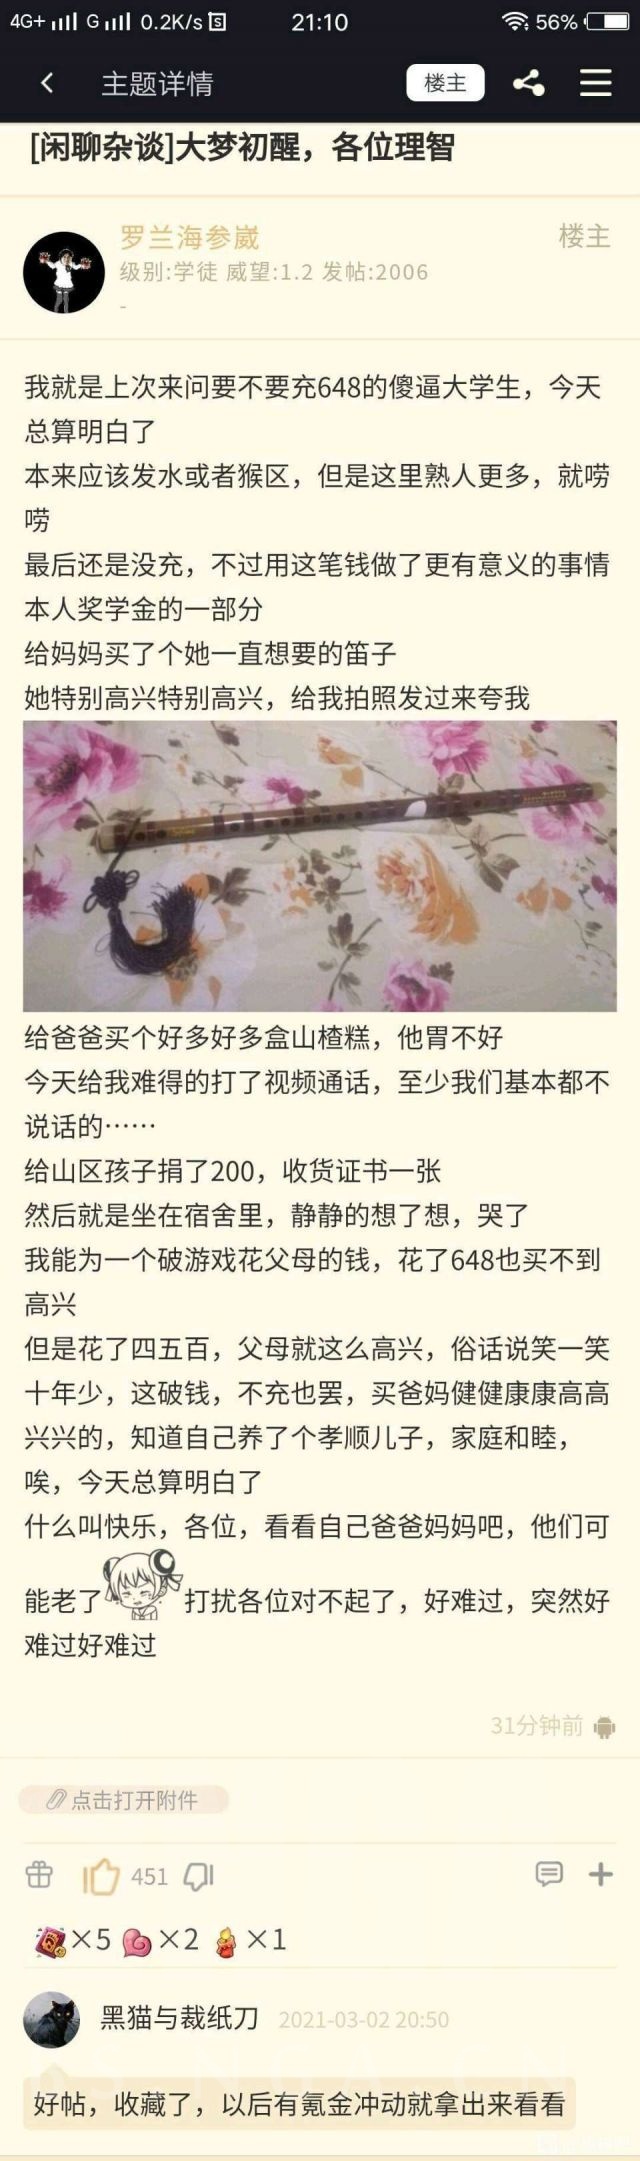 4G+ G 0.2K/s 21:10 56%
主题详情 楼主
[闲聊杂谈]大梦初醒，各位理智
罗兰海参崴 楼主
级别:学徒 威望:1.2 发帖:2006
-
我就是上次来问要不要充648的傻逼大学生，今天
总算明白了
本来应该发水或者猴区，但是这里熟人更多，就唠
唠
最后还是没充，不过用这笔钱做了更有意义的事情
本人奖学金的一部分
给妈妈买了个她一直想要的笛子
她特别高兴特别高兴，给我拍照发过来夸我
给爸爸买个好多好多盒山楂糕，他胃不好
今天给我难得的打了视频通话，至少我们基本都不
说话的……
给山区孩子捐了200，收货证书一张
然后就是坐在宿舍里，静静的想了想，哭了
我能为一个破游戏花父母的钱，花了648也买不到
高兴
但是花了四五百，父母就这么高兴，俗话说笑一笑
十年少，这破钱，不充也罢，买爸妈健健康康高高
兴兴的，知道自己养了个孝顺儿子，家庭和睦，
唉，今天总算明白了
什么叫快乐，各位，看看自己爸爸妈妈吧，他们可
能老了 打扰各位对不起了，好难过，突然好
难过好难过
31分钟前
点击打开附件
451
×5 ×2 ×1
黑猫与裁纸刀 2021-03-02 20:50
好帖，收藏了，以后有氪金冲动就拿出来看看